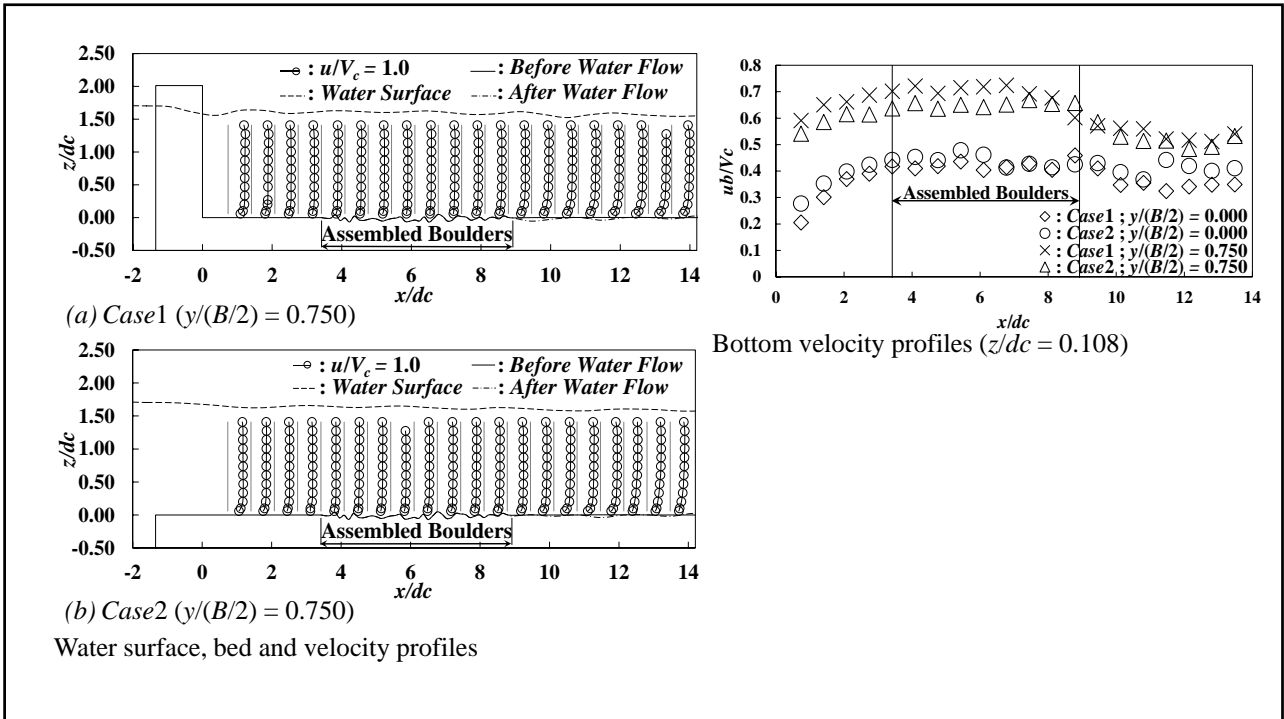 2.50
2.00
1.50
1.00
0.50
0.00
-0.50
z/dc
: u/Vc = 1.0
: Before Water Flow
: Water Surface
: After Water Flow
Assembled Boulders
-2 0 2 4 6 8 10 12 14
x/dc
(a) Case1 (y/(B/2) = 0.750)
2.50
2.00
1.50
1.00
0.50
0.00
-0.50
z/dc
: u/Vc = 1.0
: Before Water Flow
: Water Surface
: After Water Flow
Assembled Boulders
-2 0 2 4 6 8 10 12 14
x/dc
(b) Case2 (y/(B/2) = 0.750)
Water surface, bed and velocity profiles
0.8
0.7
0.6
0.5
0.4
0.3
0.2
0.1
0
ub/Vc
Assembled Boulders
: Case1 ; y/(B/2) = 0.000
: Case2 ; y/(B/2) = 0.000
: Case1 ; y/(B/2) = 0.750
: Case2 ; y/(B/2) = 0.750
0 2 4 6 8 10 12 14
x/dc
Bottom velocity profiles (z/dc = 0.108)